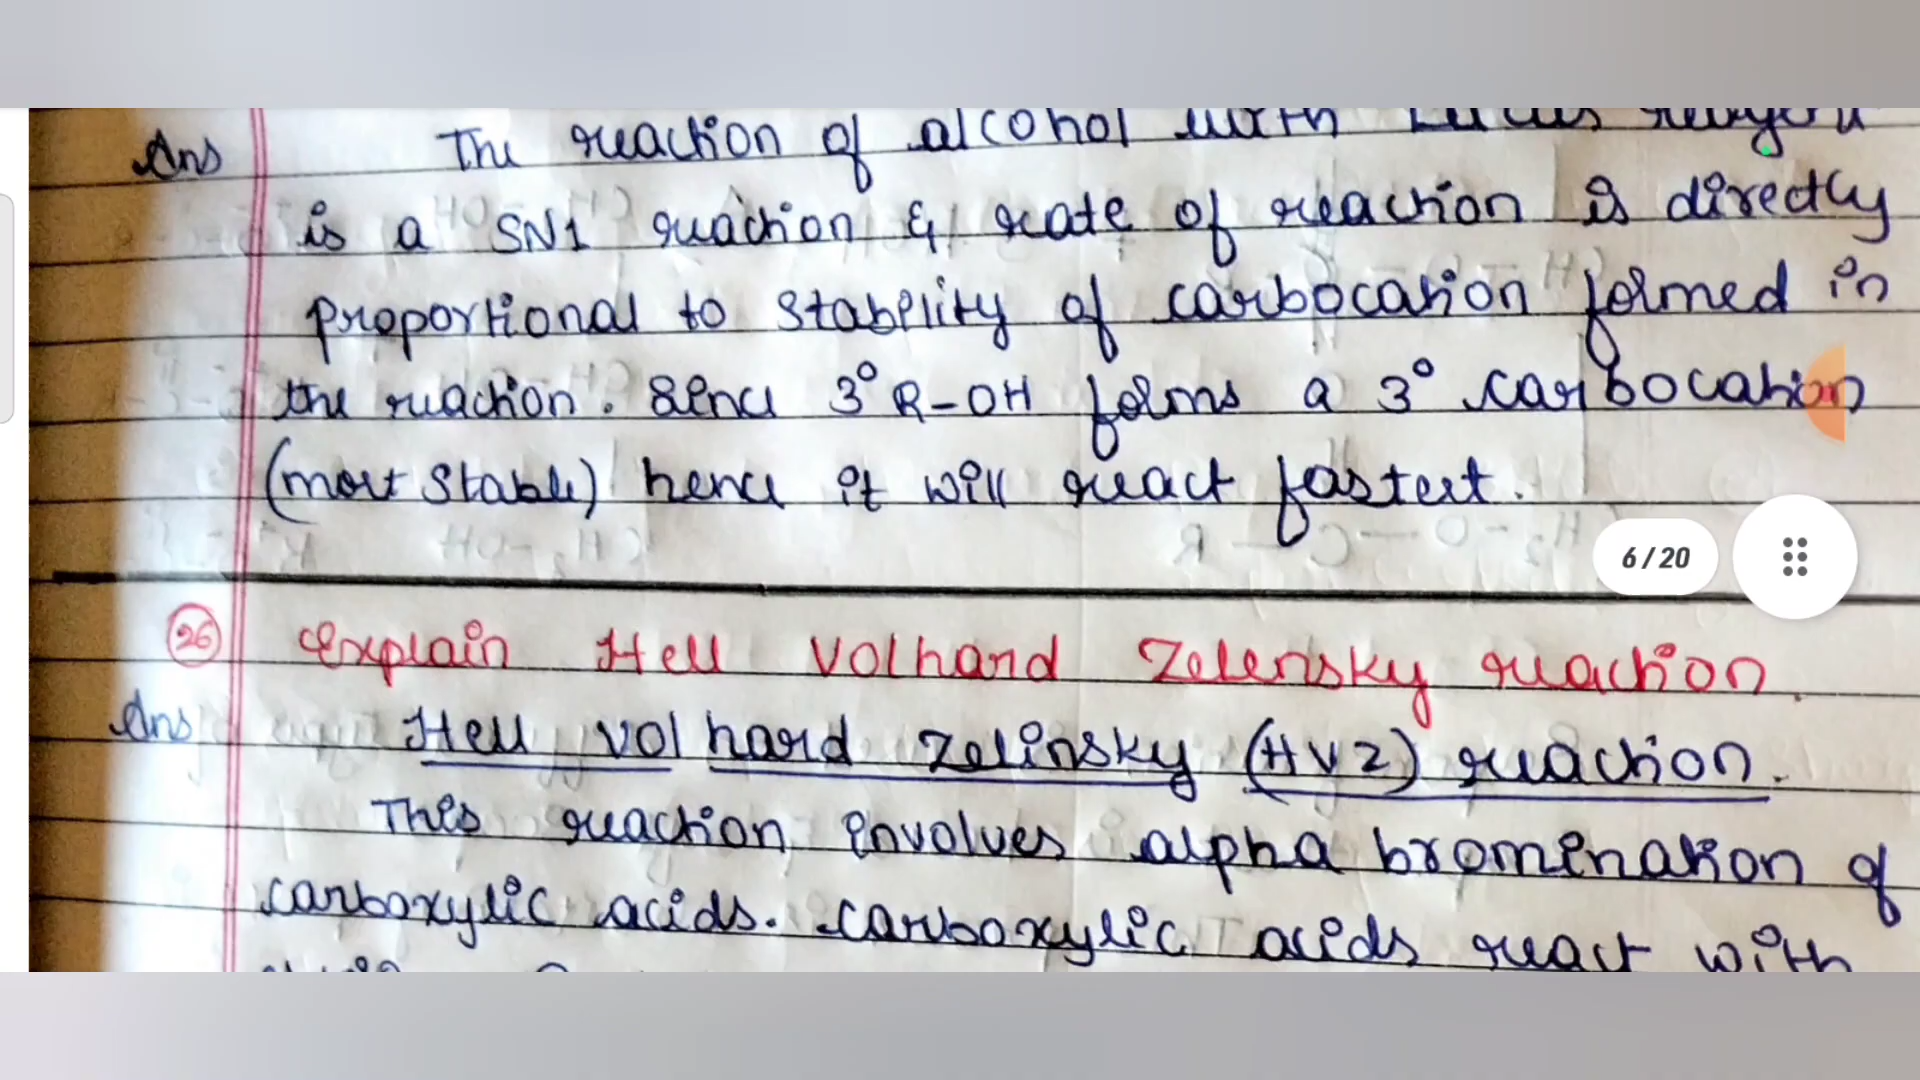 Ans The reaction of alcohol with Lucas reagent
is a SN1 reaction & rate of reaction is directly
proportional to stability of carbocation formed in
the reaction. Since 3° R-OH forms a 3° carbocation
(most stable) hence it will react fastest.
6/20
26 Explain Hell Volhard Zelensky reaction.
Ans Hell Volhard Zelinsky (HVZ) reaction.
This reaction involves alpha bromination of
carboxylic acids. Carboxylic acids react with